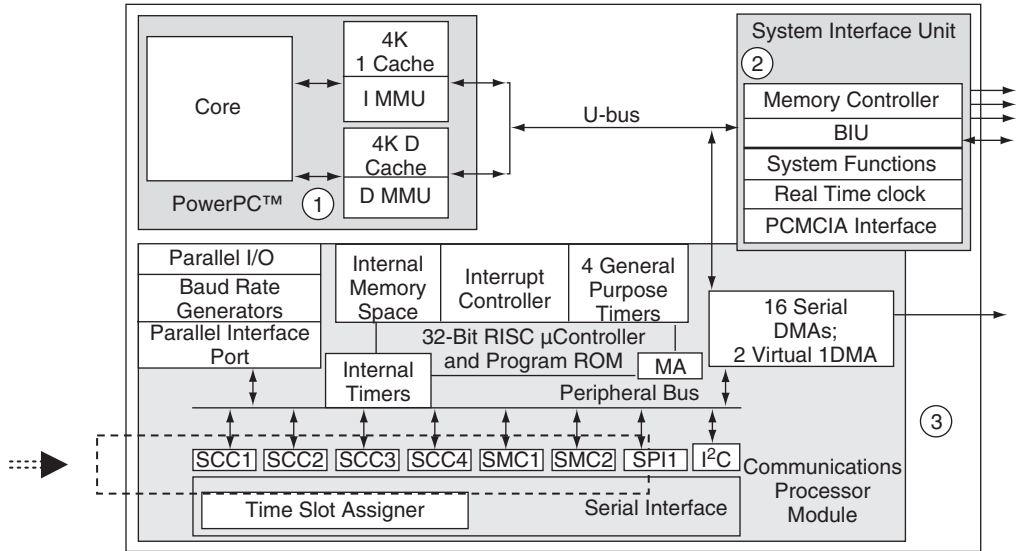 System Interface Unit
2
Memory Controller
BIU
System Functions
Real Time clock
PCMCIA Interface
Core
4K
1 Cache
I MMU
4K D
Cache
D MMU
PowerPC™
1
U-bus
Parallel I/O
Baud Rate
Generators
Parallel Interface
Port
Internal
Memory
Space
Interrupt
Controller
4 General
Purpose
Timers
16 Serial
DMAs;
2 Virtual 1DMA
32-Bit RISC µController
and Program ROM
MA
Internal
Timers
Peripheral Bus
3
SCC1
SCC2
SCC3
SCC4
SMC1
SMC2
SPI1
I²C
Communications
Processor
Module
Time Slot Assigner
Serial Interface